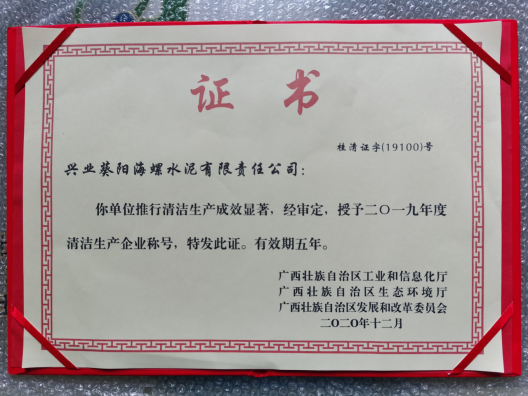 证书
桂清证字(19100)号
兴业葵阳海螺水泥有限责任公司：
你单位推行清洁生产成效显著，经审定，授予二〇一九年度
清洁生产企业称号，特发此证。有效期五年。
广西壮族自治区工业和信息化厅
广西壮族自治区生态环境厅
广西壮族自治区发展和改革委员会
二〇二〇年十二月